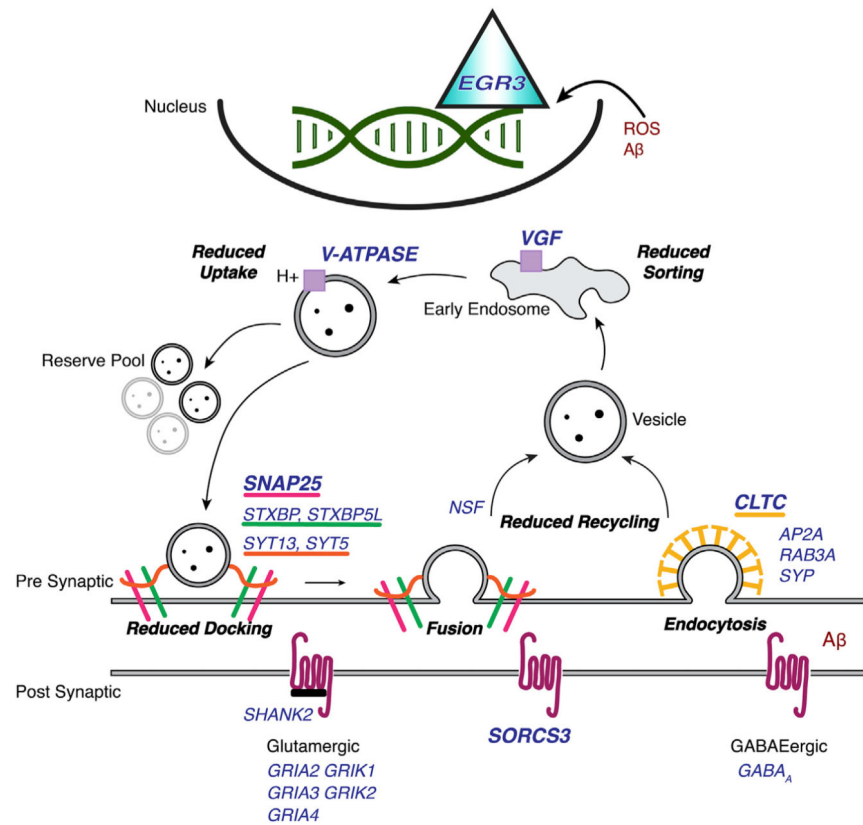 EGR3
Nucleus
ROS
Aβ
Reduced
Uptake
V-ATPASE
H+
VGF
Reduced
Sorting
Early Endosome
Reserve Pool
Vesicle
SNAP25
STXBP, STXBP5L
SYT13, SYT5
NSF
Reduced Recycling
CLTC
AP2A
RAB3A
SYP
Pre Synaptic
Reduced Docking
Fusion
Endocytosis
Aβ
Post Synaptic
SHANK2
SORCS3
Glutamergic
GRIA2 GRIK1
GRIA3 GRIK2
GRIA4
GABAEergic
GABAA